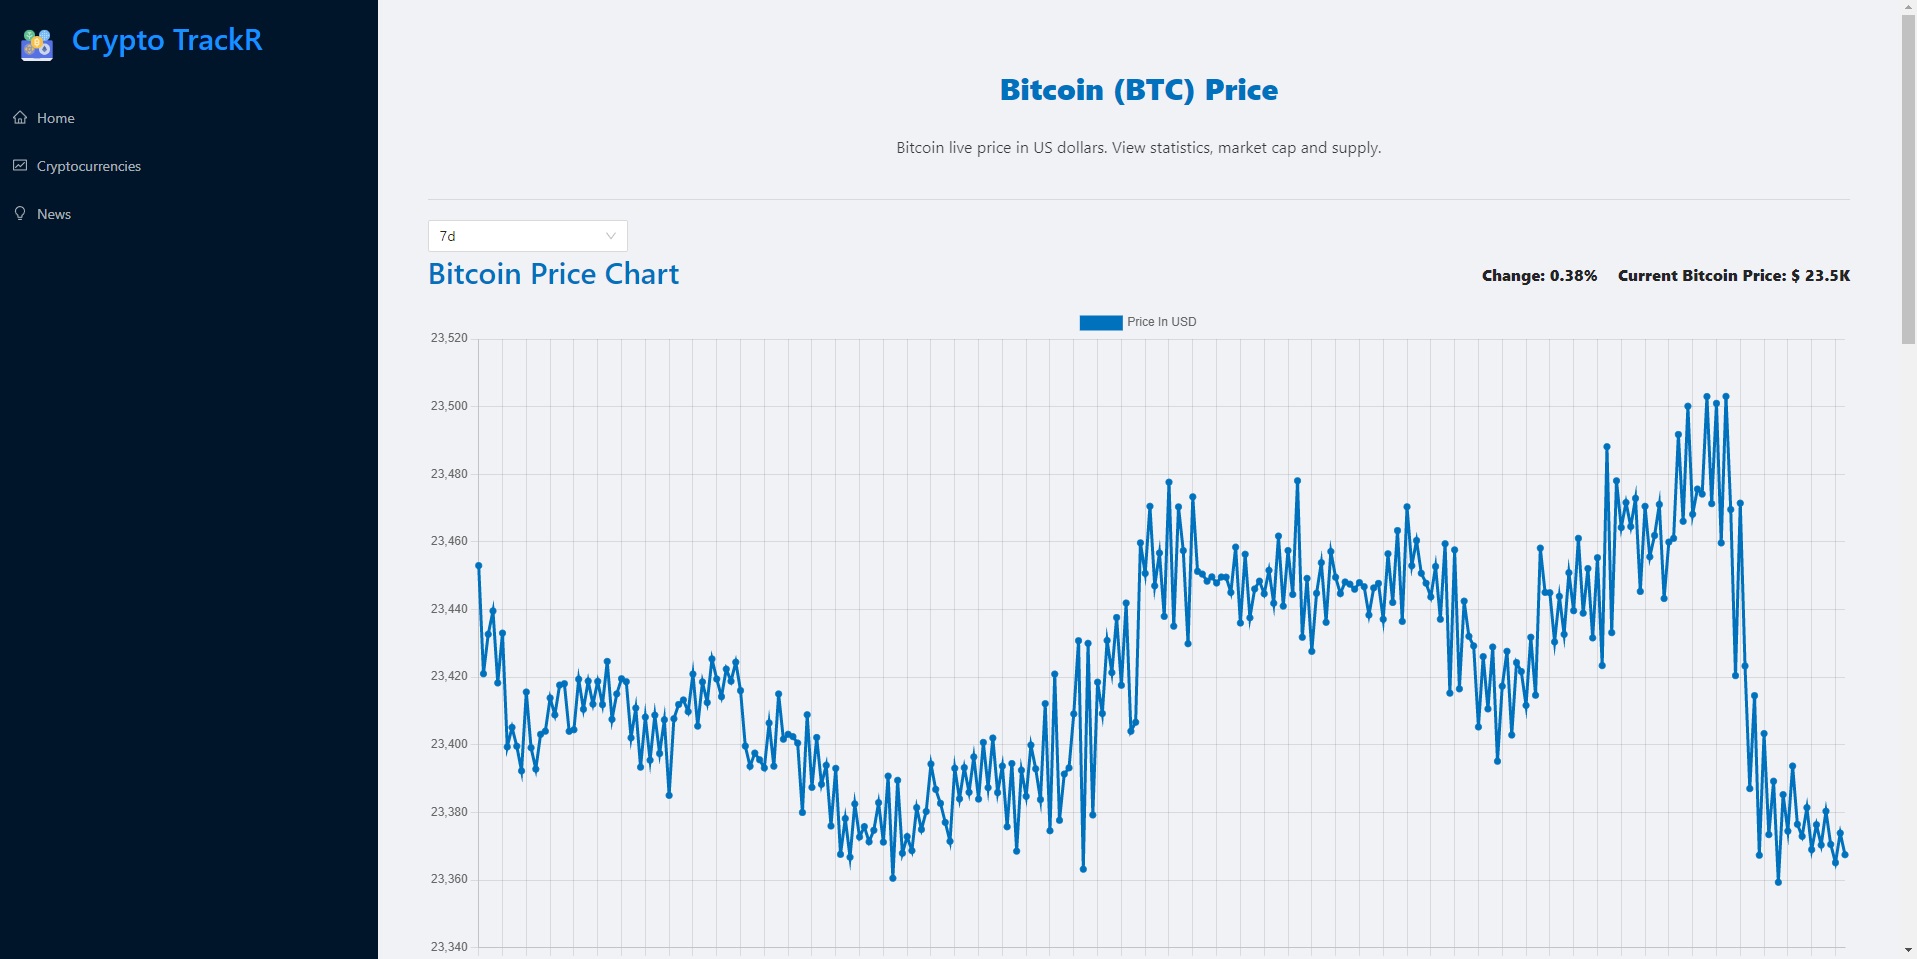 Crypto TrackR
Home
Cryptocurrencies
News
Bitcoin (BTC) Price
Bitcoin live price in US dollars. View statistics, market cap and supply.
7d
Bitcoin Price Chart
Change: 0.38%
Current Bitcoin Price: $ 23.5K
Price In USD
23,520
23,500
23,480
23,460
23,440
23,420
23,400
23,380
23,360
23,340